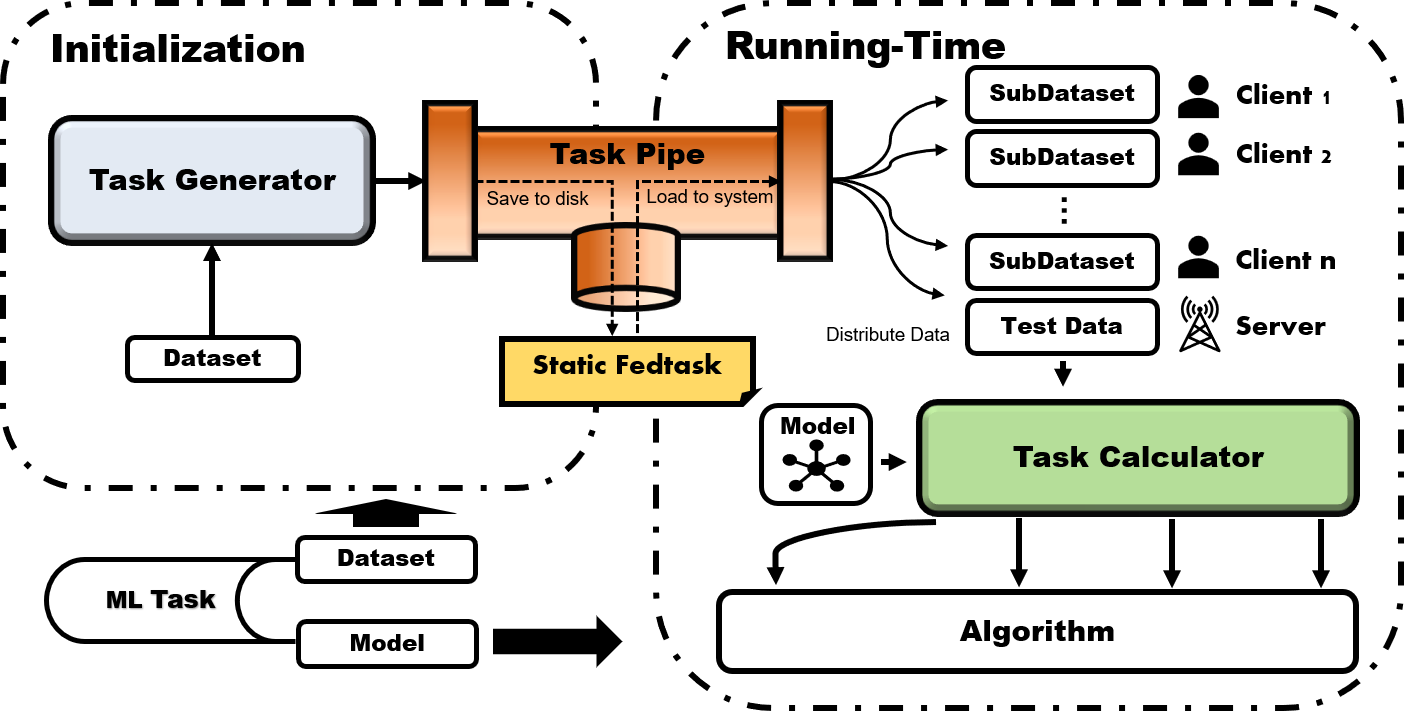 Initialization
Running-Time
Task Generator
Dataset
Task Pipe
Save to disk
Load to system
Static Fedtask
SubDataset
Client 1
SubDataset
Client 2
SubDataset
Client n
Test Data
Server
Distribute Data
Model
Task Calculator
Algorithm
ML Task
Dataset
Model